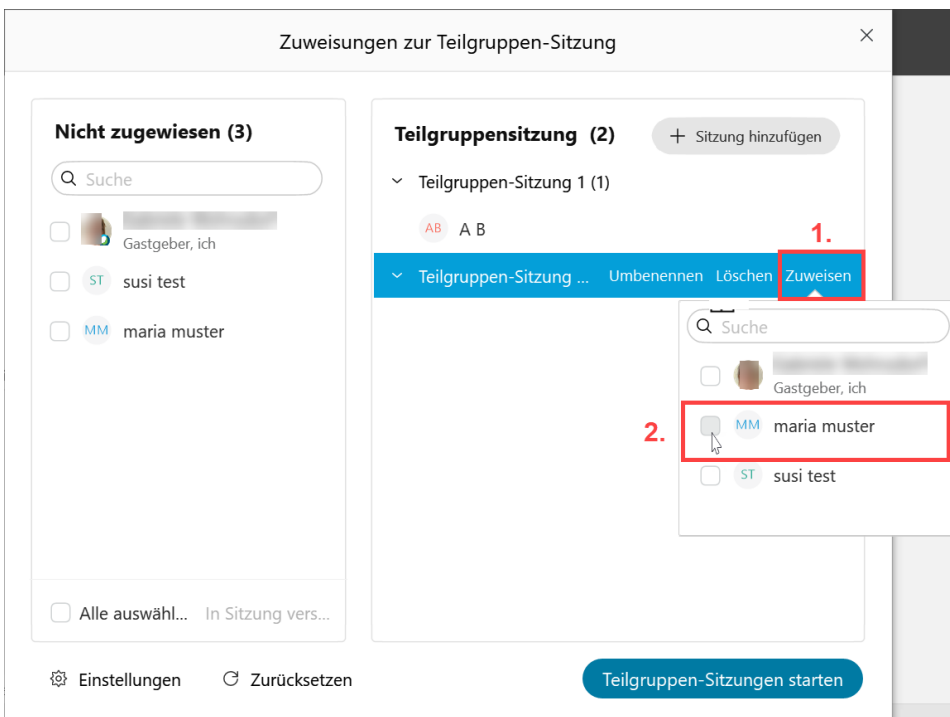 Zuweisungen zur Teilgruppen-Sitzung
Nicht zugewiesen (3)
Suche
Gastgeber, ich
ST susi test
MM maria muster
Alle auswähl... In Sitzung vers...
Teilgruppensitzung (2) + Sitzung hinzufügen
Teilgruppen-Sitzung 1 (1)
AB A B
1.
Teilgruppen-Sitzung ... Umbenennen Löschen Zuweisen
Suche
Gastgeber, ich
2. MM maria muster
ST susi test
Einstellungen Zurücksetzen Teilgruppen-Sitzungen starten